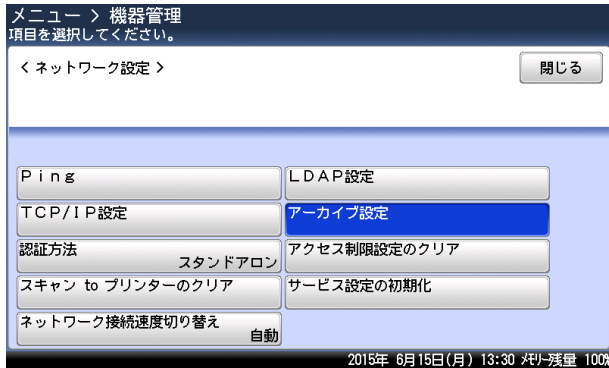 メニュー > 機器管理
項目を選択してください。
< ネットワーク設定 >
閉じる
Ｐｉｎｇ
ＬＤＡＰ設定
ＴＣＰ/ＩＰ設定
アーカイブ設定
認証方法
スタンドアロン
アクセス制限設定のクリア
スキャン to プリンターのクリア
サービス設定の初期化
ネットワーク接続速度切り替え
自動
2015年 6月15日(月) 13:30 ﾒﾓﾘｰ残量 100%